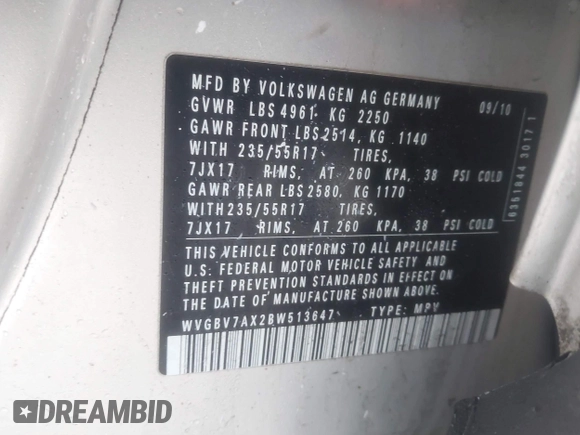 MFD BY VOLKSWAGEN AG GERMANY 09/10
GVWR LBS 4961 KG 2250
GAWR FRONT LBS 2514, KG 1140
WITH 235/55R17 TIRES,
7JX17 RIMS, AT 260 KPA, 38 PSI COLD
GAWR REAR LBS 2580, KG 1170
WITH 235/55R17 TIRES,
7JX17 RIMS, AT 260 KPA, 38 PSI COLD
THIS VEHICLE CONFORMS TO ALL APPLICABLE
U.S. FEDERAL MOTOR VEHICLE SAFETY AND
THEFT PREVENTION STANDARDS IN EFFECT ON
THE DATE OF MANUFACTURE SHOWN ABOVE
WVGBV7AX2BW513647 TYPE: MPV
6351844 3017 1
DREAMBID